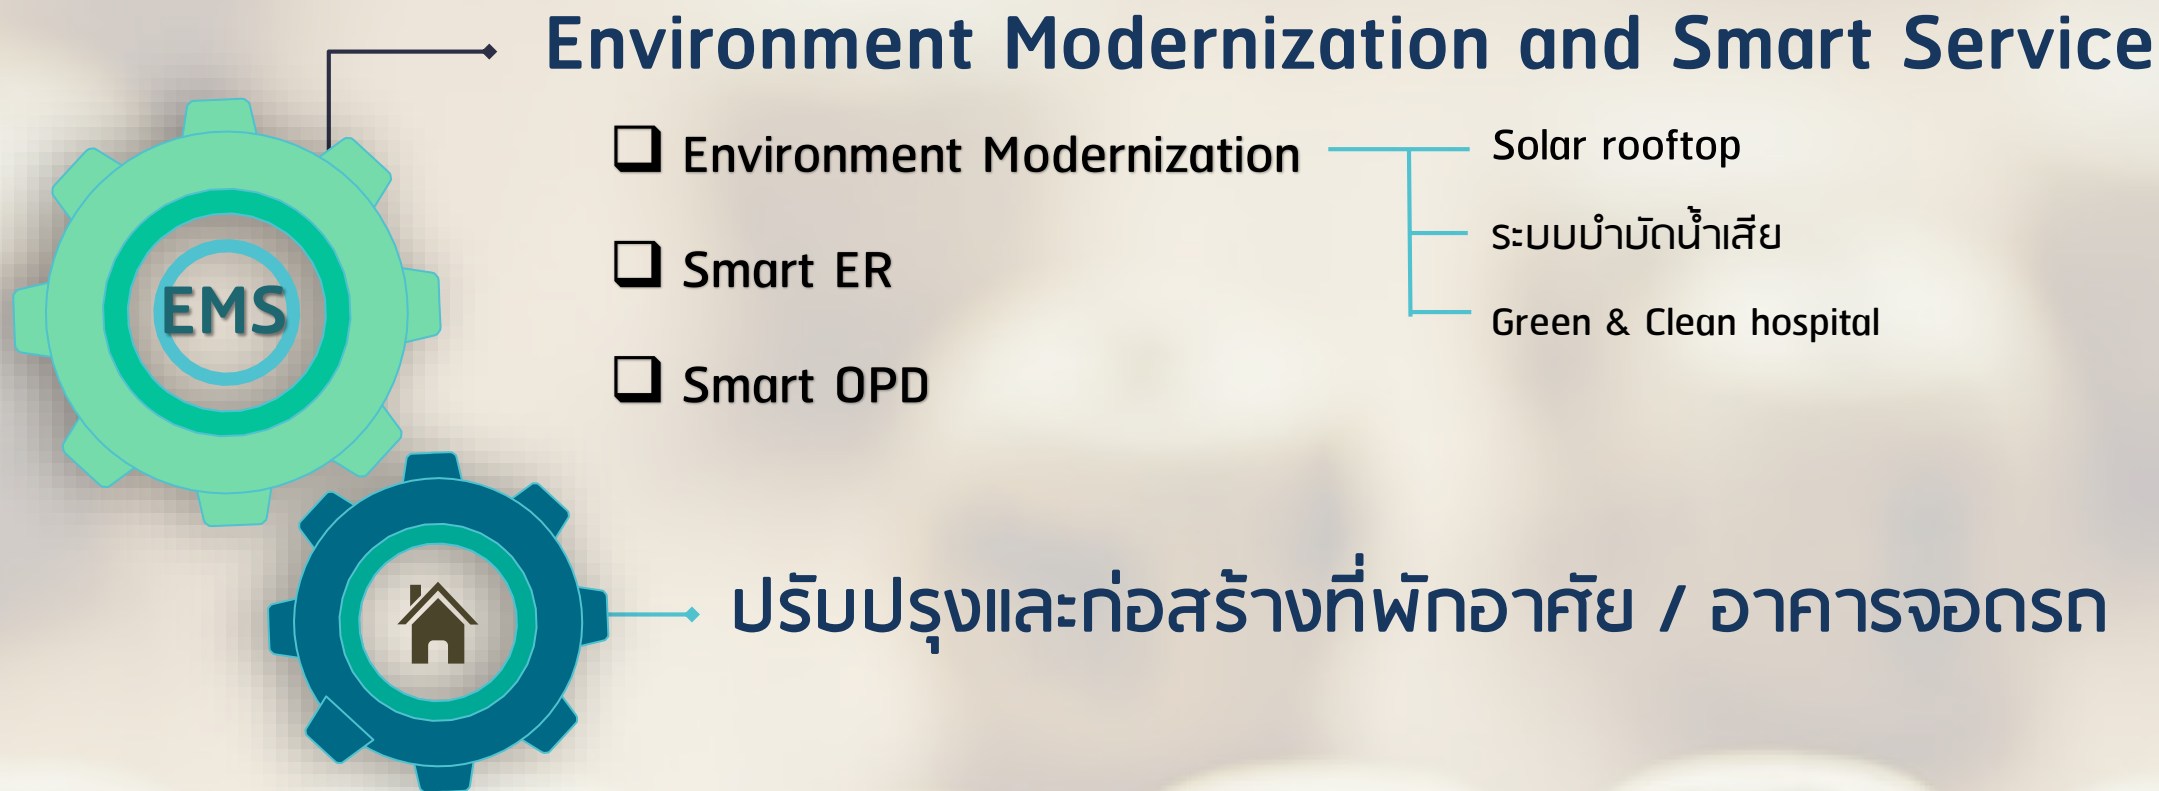 Environment Modernization and Smart Service
❑ Environment Modernization
Solar rooftop
ระบบบำบัดน้ำเสีย
Green & Clean hospital
❑ Smart ER
❑ Smart OPD
EMS
ปรับปรุงและก่อสร้างที่พักอาศัย / อาคารจอดรถ